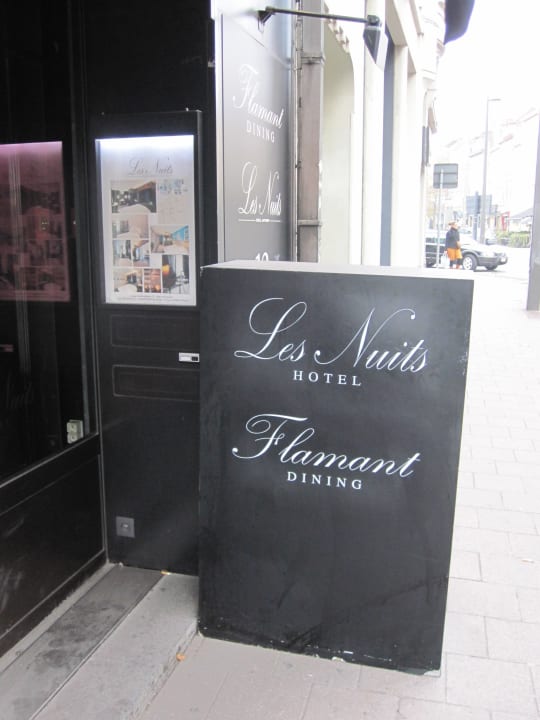 Flamant
DINING
Les Nuits
Les Nuits
Les Nuits
HOTEL
Flamant
DINING